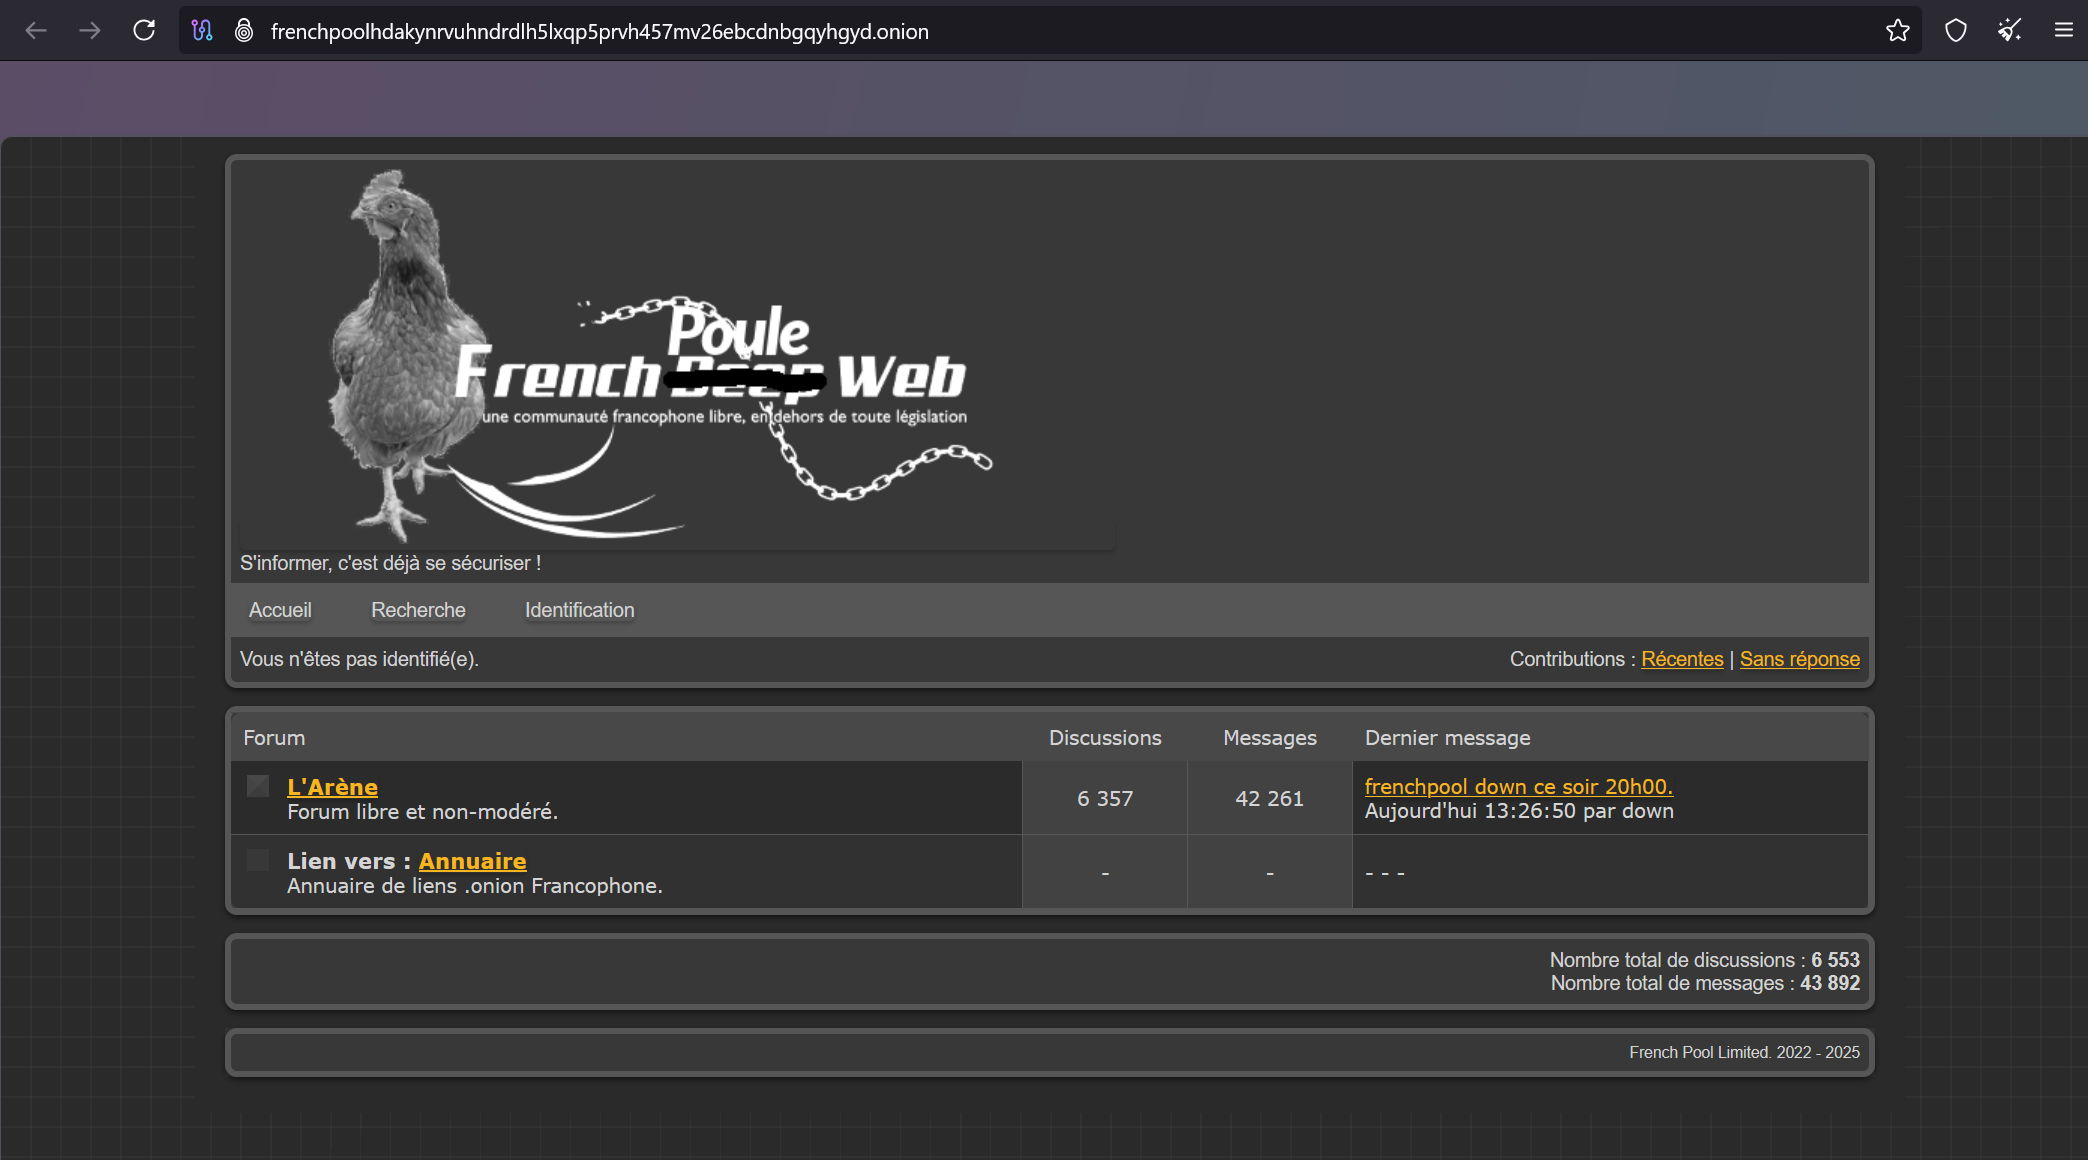 frenchpoolhdakynrvuhndrdlh5lxqp5prvh457mv26ebcdnbgqyhgyd.onion
Poule
French Deep Web
une communauté francophone libre, en dehors de toute législation
S'informer, c'est déjà se sécuriser !
Accueil Recherche Identification
Vous n'êtes pas identifié(e). Contributions : Récentes | Sans réponse
Forum Discussions Messages Dernier message
L'Arène 6 357 42 261 frenchpool down ce soir 20h00.
Forum libre et non-modéré. Aujourd'hui 13:26:50 par down
Lien vers : Annuaire - - - - -
Annuaire de liens .onion Francophone.
Nombre total de discussions : 6 553
Nombre total de messages : 43 892
French Pool Limited. 2022 - 2025